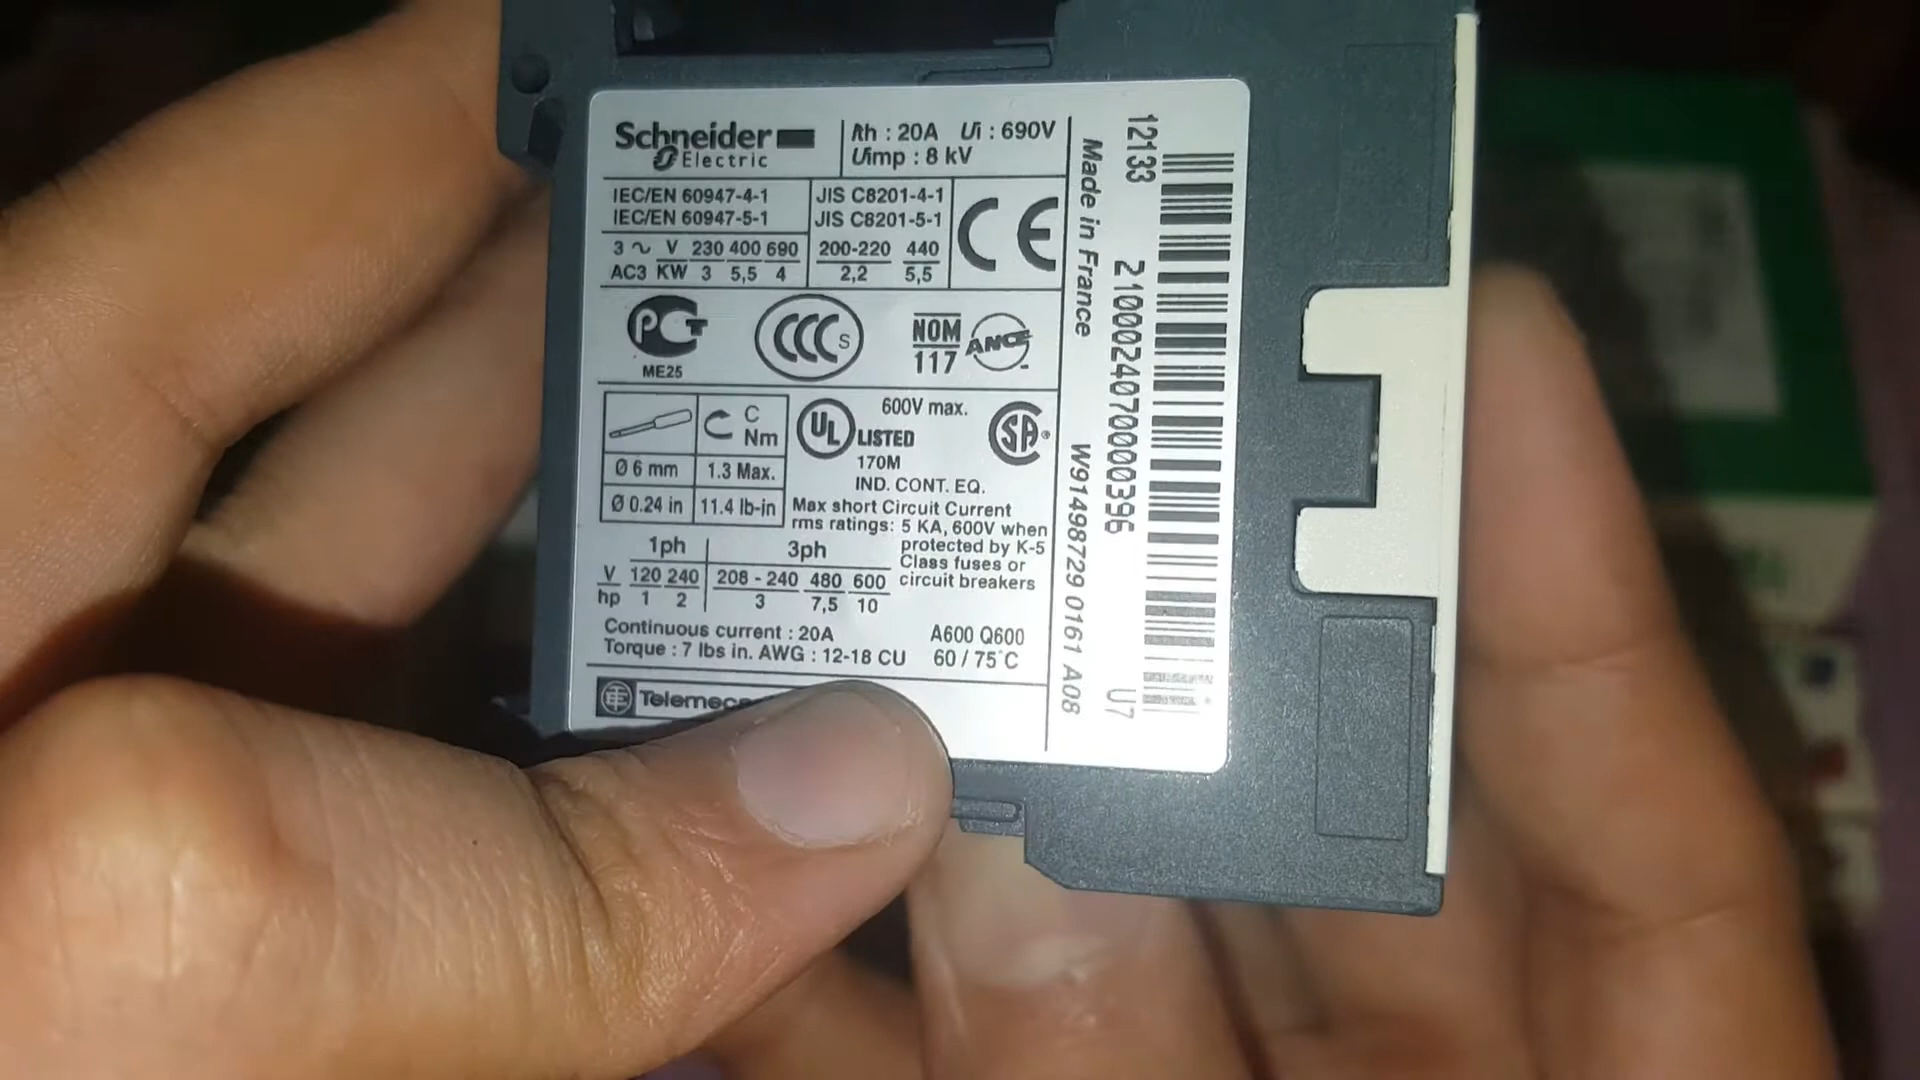 Schneider
Electric
Ith : 20A Ui : 690V
Uimp : 8 kV
IEC/EN 60947-4-1
IEC/EN 60947-5-1
JIS C8201-4-1
JIS C8201-5-1
3 ~ V 230 400 690
AC3 KW 3 5,5 4
200-220 440
2,2 5,5
CE
PCT
ME25
CCC S
NOM
117
ANCE
C
Nm
Ø 6 mm 1.3 Max.
Ø 0.24 in 11.4 lb-in
UL LISTED
600V max.
170M
IND. CONT. EQ.
SA
Max short Circuit Current
rms ratings: 5 KA, 600V when
protected by K-5
Class fuses or
circuit breakers
1ph 3ph
V 120 240 208 - 240 480 600
hp 1 2 3 7,5 10
Continuous current : 20A
Torque : 7 lbs in. AWG : 12-18 CU
A600 Q600
60 / 75°C
Made in France
W91498729 0161 A08
12133
21000240700000396
U7